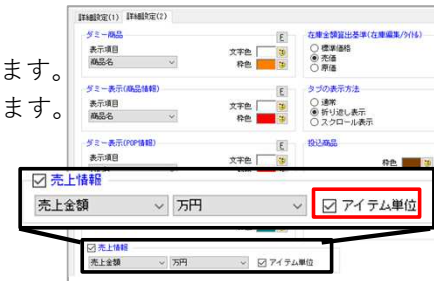 ます。
ます。
詳細設定(1) 詳細設定(2)
ダミー商品
表示項目
商品名
文字色
枠色
在庫金額算出基準(在庫編集/ﾀｲﾄﾙ)
標準価格
売価
原価
ダミー表示(商品情報)
表示項目
商品名
文字色
枠色
タブの表示方法
通常
折り返し表示
スクロール表示
ダミー表示(POP情報)
表示項目
文字色
投込商品
枠色
売上情報
売上金額 万円 アイテム単位
売上情報
売上金額 万円 アイテム単位